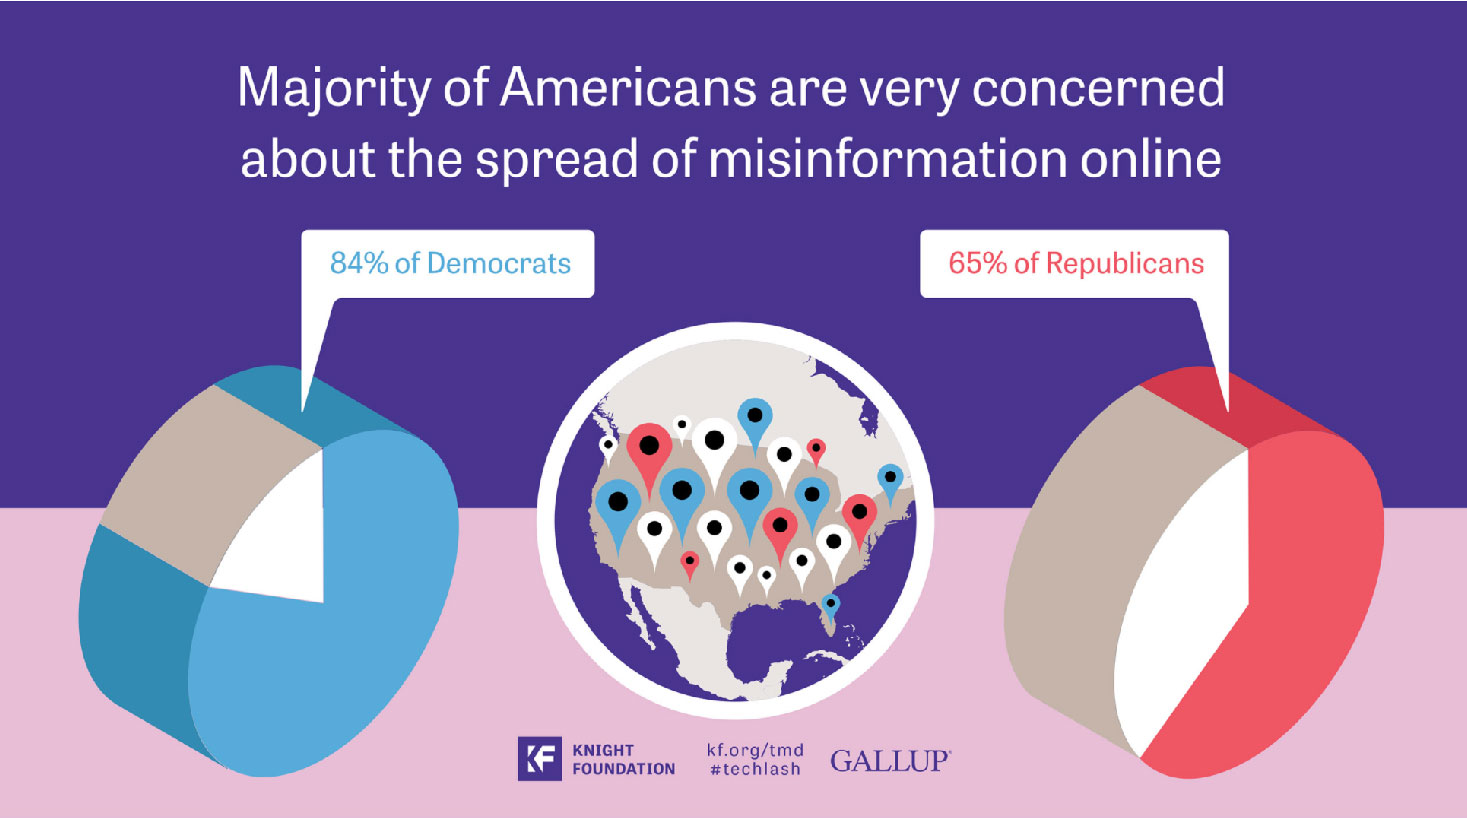 Majority of Americans are very concerned
about the spread of misinformation online
84% of Democrats
65% of Republicans
KF
KNIGHT
FOUNDATION
kf.org/tmd
#techlash
GALLUP®